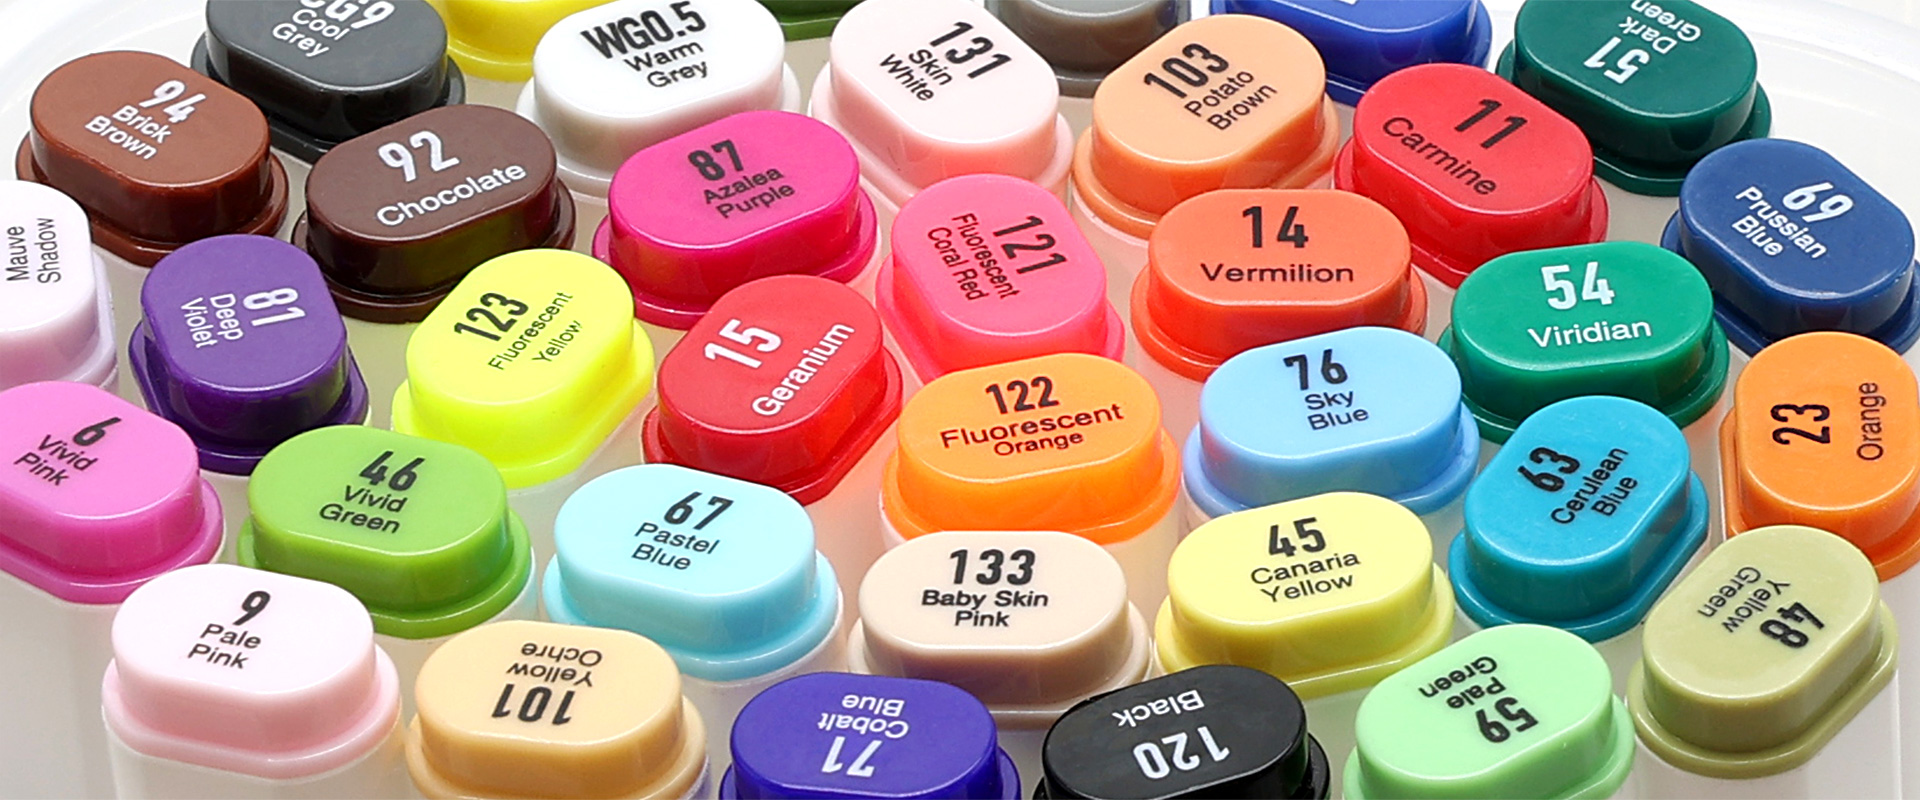 CG9
Cool
Grey
WG0.5
Warm
Grey
131
Skin
White
103
Potato
Brown
51
Dark
Green
94
Brick
Brown
92
Chocolate
87
Azalea
Purple
11
Carmine
69
Prussian
Blue
Mauve
Shadow
81
Deep
Violet
123
Fluorescent
Yellow
121
Fluorescent
Coral Red
14
Vermilion
54
Viridian
15
Geranium
122
Fluorescent
Orange
76
Sky
Blue
23
Orange
6
Vivid
Pink
46
Vivid
Green
67
Pastel
Blue
63
Cerulean
Blue
133
Baby Skin
Pink
45
Canaria
Yellow
48
Yellow
Green
9
Pale
Pink
101
Yellow
Ochre
71
Cobalt
Blue
120
Black
59
Pale
Green